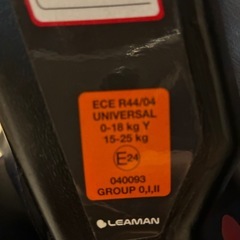 ECE R44/04
UNIVERSAL
0-18 kg Y
15-25 kg
E24
040093
GROUP 0,I,II
LEAMAN